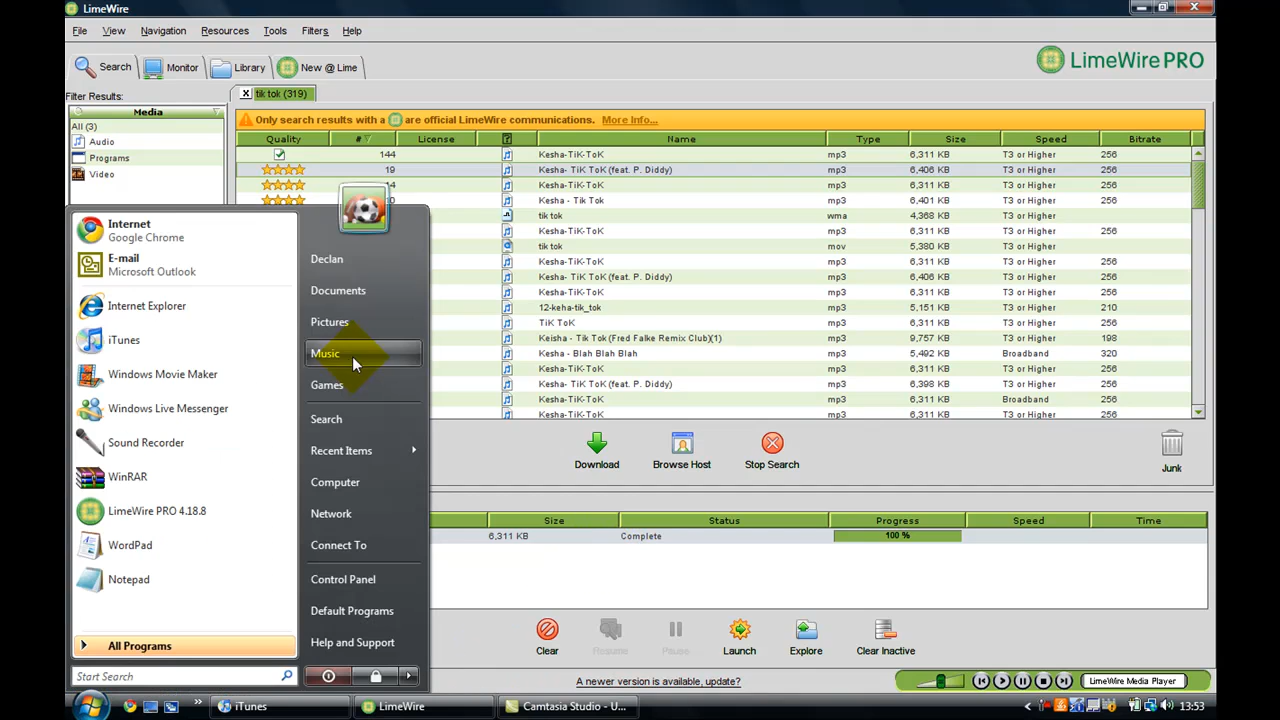 LimeWire
File View Navigation Resources Tools Filters Help
Search Monitor Library New @ Lime
LimeWire PRO
Filter Results:
tik tok (319)
Media
All (3)
Audio
Programs
Video
Only search results with a are official LimeWire communications. More Info...
Quality # License Name Type Size Speed Bitrate
144 Kesha-TiK-ToK mp3 6,311 KB T3 or Higher 256
19 Kesha- TiK ToK (feat. P. Diddy) mp3 6,406 KB T3 or Higher 256
Kesha-TiK-ToK mp3 6,311 KB T3 or Higher 256
Kesha - Tik Tok mp3 6,401 KB T3 or Higher 256
tik tok wma 4,368 KB T3 or Higher
Kesha-TiK-ToK mp3 6,311 KB T3 or Higher 256
tik tok mov 5,380 KB T3 or Higher
Kesha-TiK-ToK mp3 6,311 KB T3 or Higher 256
Kesha- TiK ToK (feat. P. Diddy) mp3 6,406 KB T3 or Higher 256
Kesha-TiK-ToK mp3 6,311 KB T3 or Higher 256
12-keha-tik_tok mp3 5,151 KB T3 or Higher 210
TiK ToK mp3 6,311 KB T3 or Higher 256
Keisha - Tik Tok(Fred Falke Remix Club)(1) mp3 9,757 KB T3 or Higher 198
Kesha - Blah Blah Blah mp3 5,492 KB Broadband 320
Kesha- TiK ToK (feat. P. Diddy) mp3 6,398 KB T3 or Higher 256
Kesha-TiK-ToK mp3 6,311 KB Broadband 256
Kesha-TiK-ToK mp3 6,311 KB T3 or Higher 256
Internet
Google Chrome
E-mail
Microsoft Outlook
Internet Explorer
iTunes
Windows Movie Maker
Windows Live Messenger
Sound Recorder
WinRAR
LimeWire PRO 4.18.8
WordPad
Notepad
All Programs
Start Search
Declan
Documents
Pictures
Music
Games
Search
Recent Items
Computer
Network
Connect To
Control Panel
Default Programs
Help and Support
Download Browse Host Stop Search Junk
Size Status Progress Speed Time
6,311 KB Complete 100 %
Clear Resume Pause Launch Explore Clear Inactive
A newer version is available, update?
LimeWire Media Player
iTunes LimeWire Camtasia Studio - U... 13:53